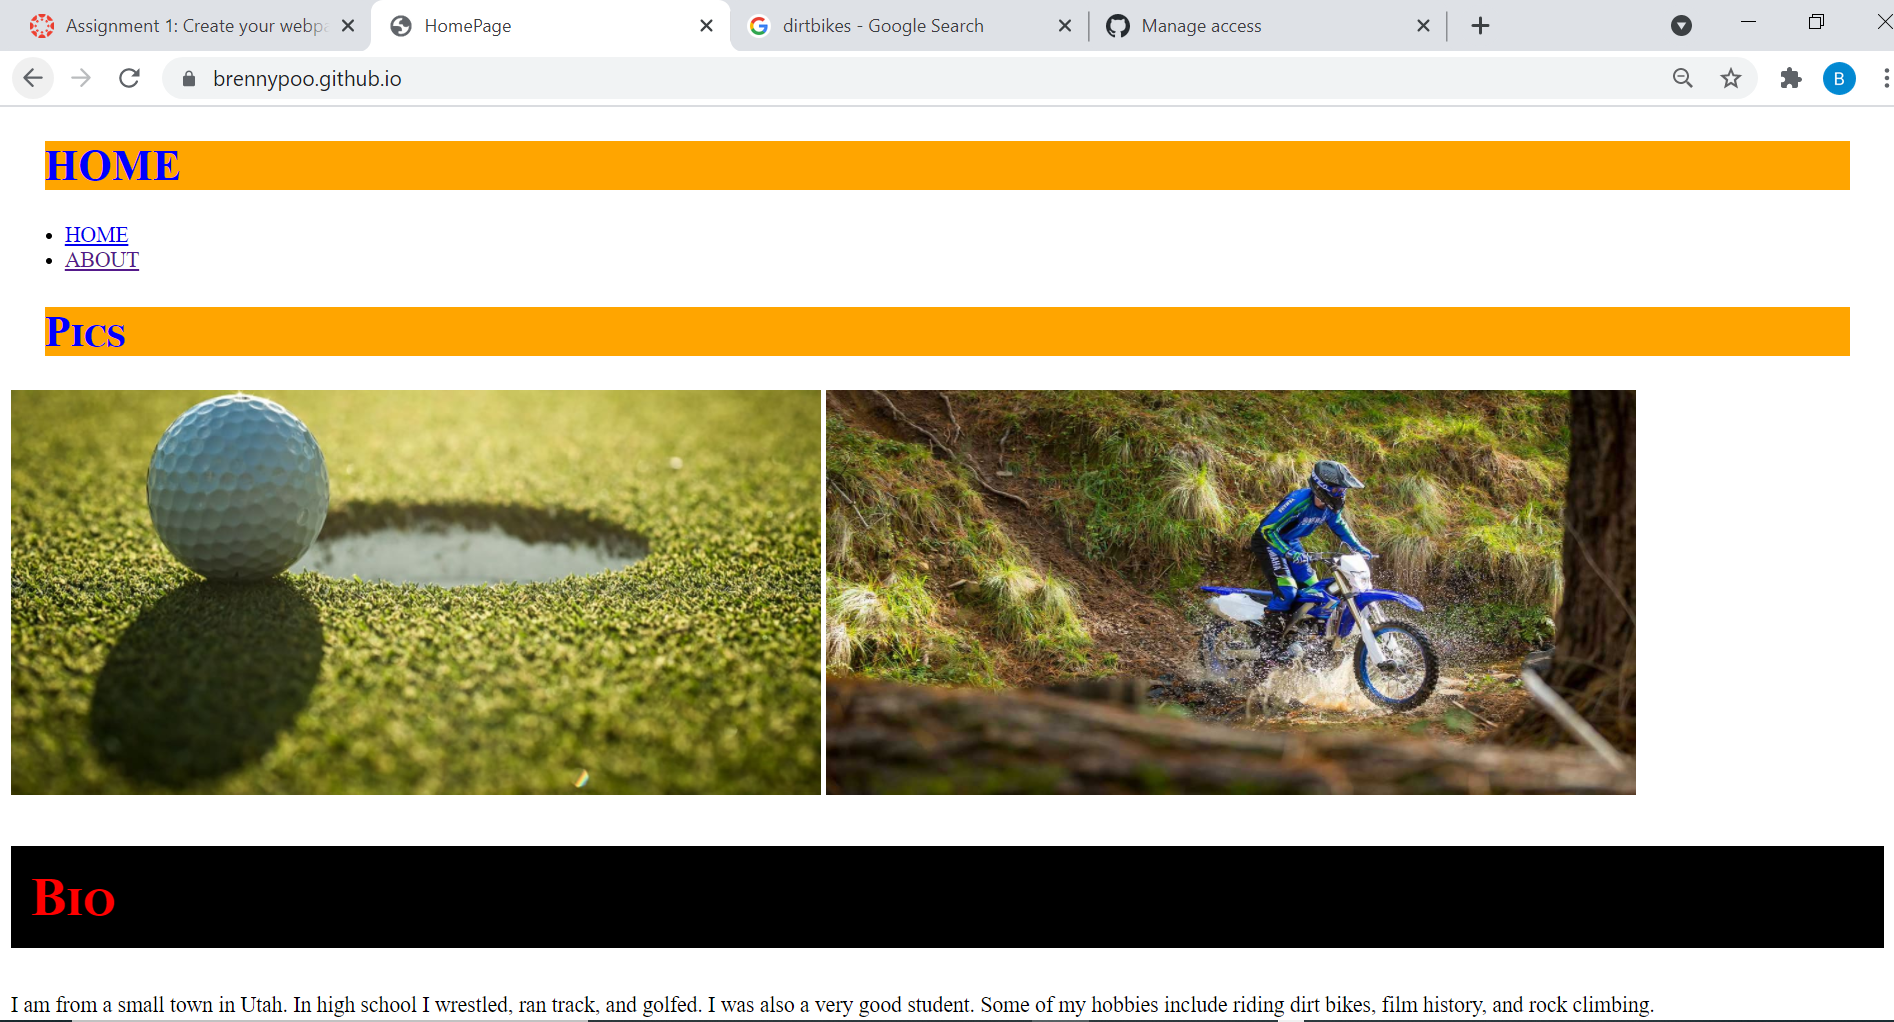 Assignment 1: Create your webpa
HomePage
dirtbikes - Google Search
Manage access
brennypoo.github.io
B
HOME
HOME
ABOUT
Pics
Bio
I am from a small town in Utah. In high school I wrestled, ran track, and golfed. I was also a very good student. Some of my hobbies include riding dirt bikes, film history, and rock climbing.